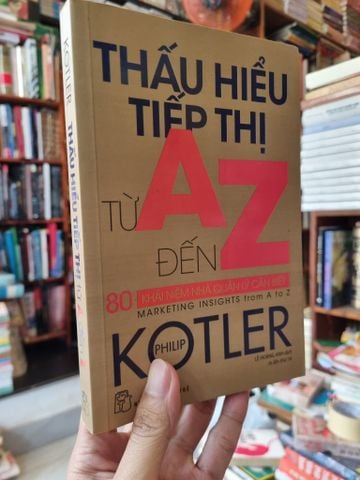 THẤU HIỂU
TIẾP THỊ
TỪ A
ĐẾN Z
80 KHÁI NIỆM NHÀ QUẢN LÝ CẦN BIẾT
MARKETING INSIGHTS from A to Z
PHILIP
KOTLER
KOTLER
THẤU HIỂU TIẾP THỊ TỪ A